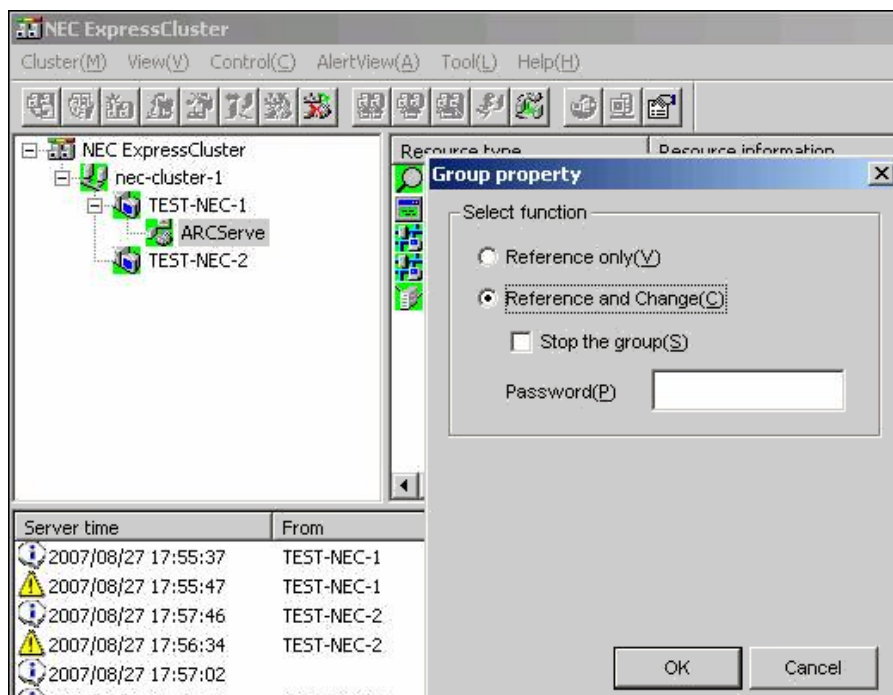 NEC ExpressCluster
Cluster(M) View(V) Control(C) AlertView(A) Tool(L) Help(H)
NEC ExpressCluster
nec-cluster-1
TEST-NEC-1
ARCServe
TEST-NEC-2
Resource type Resource information
Group property
Select function
Reference only(V)
Reference and Change(C)
Stop the group(S)
Password(P)
OK Cancel
Server time From
2007/08/27 17:55:37 TEST-NEC-1
2007/08/27 17:55:47 TEST-NEC-1
2007/08/27 17:57:46 TEST-NEC-2
2007/08/27 17:56:34 TEST-NEC-2
2007/08/27 17:57:02